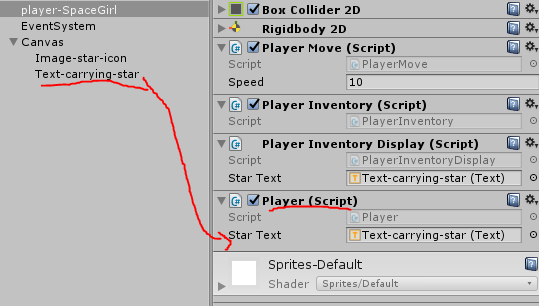 player-SpaceGirl
EventSystem
Canvas
Image-star-icon
Text-carrying-star
Box Collider 2D
Rigidbody 2D
Player Move (Script)
Script PlayerMove
Speed 10
Player Inventory (Script)
Script PlayerInventory
Player Inventory Display (Script)
Script PlayerInventoryDisplay
Star Text Text-carrying-star (Text)
Player (Script)
Script Player
Star Text Text-carrying-star (Text)
Sprites-Default
Shader Sprites/Default